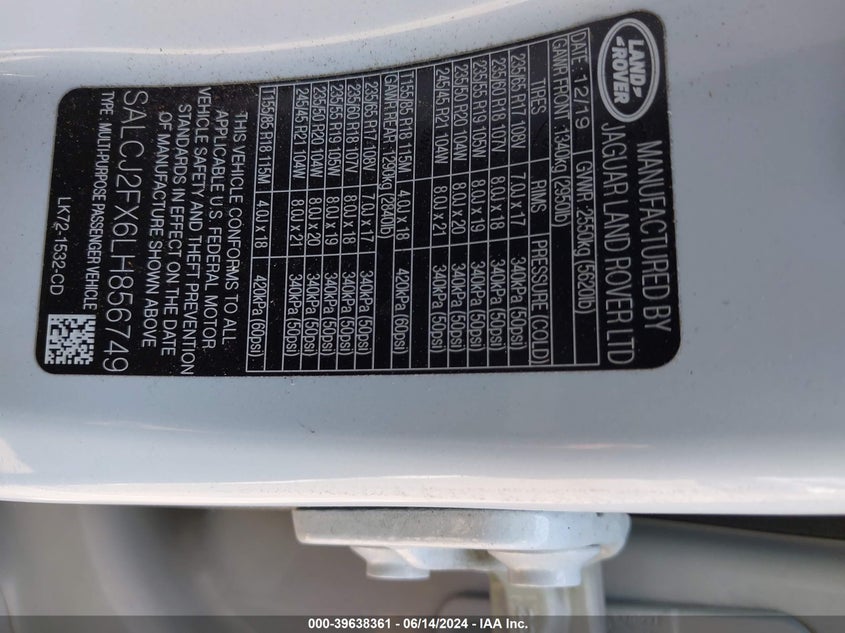 LAND
ROVER
MANUFACTURED BY
JAGUAR LAND ROVER LTD
DATE: 12/19 GVWR :2550kg 5620lb)
GAWR FRONT : 1340kg (2950lb)
TIRES RIMS PRESSURE (COLD)
235/65 R17 108V 7.0J x 17 340kPa (50psi)
235/60 R18 107V 8.0J x 18 340kPa (50psi)
235/55 R19 105W 8.0J x 19 340kPa (50psi)
235/50 R20 104W 8.0J x 20 340kPa (50psi)
245/45 R21 104W 8.0J x 21 340kPa (50psi)
T155/85 R18 115M 4.0J x 18 420kPa (60psi)
GAWR REAR : 1290kg (2840lb)
235/65 R17 108V 7.0J x 17 340kPa (50psi)
235/60 R18 107V 8.0J x 18 340kPa (50psi)
235/55 R19 105W 8.0J x 19 340kPa (50psi)
235/50 R20 104W 8.0J x 20 340kPa (50psi)
245/45 R21 104W 8.0J x 21 340kPa (50psi)
T155/85 R18 115M 4.0J x 18 420kPa (60psi)
THIS VEHICLE CONFORMS TO ALL
APPLICABLE U.S. FEDERAL MOTOR
VEHICLE SAFETY AND THEFT PREVENTION
STANDARDS IN EFFECT ON THE DATE
OF MANUFACTURE SHOWN ABOVE
SALCJ2FX6LH856749
TYPE: MULTI-PURPOSE PASSENGER VEHICLE
LK72-1532-CD
000-39638361 - 06/14/2024 - IAA Inc.